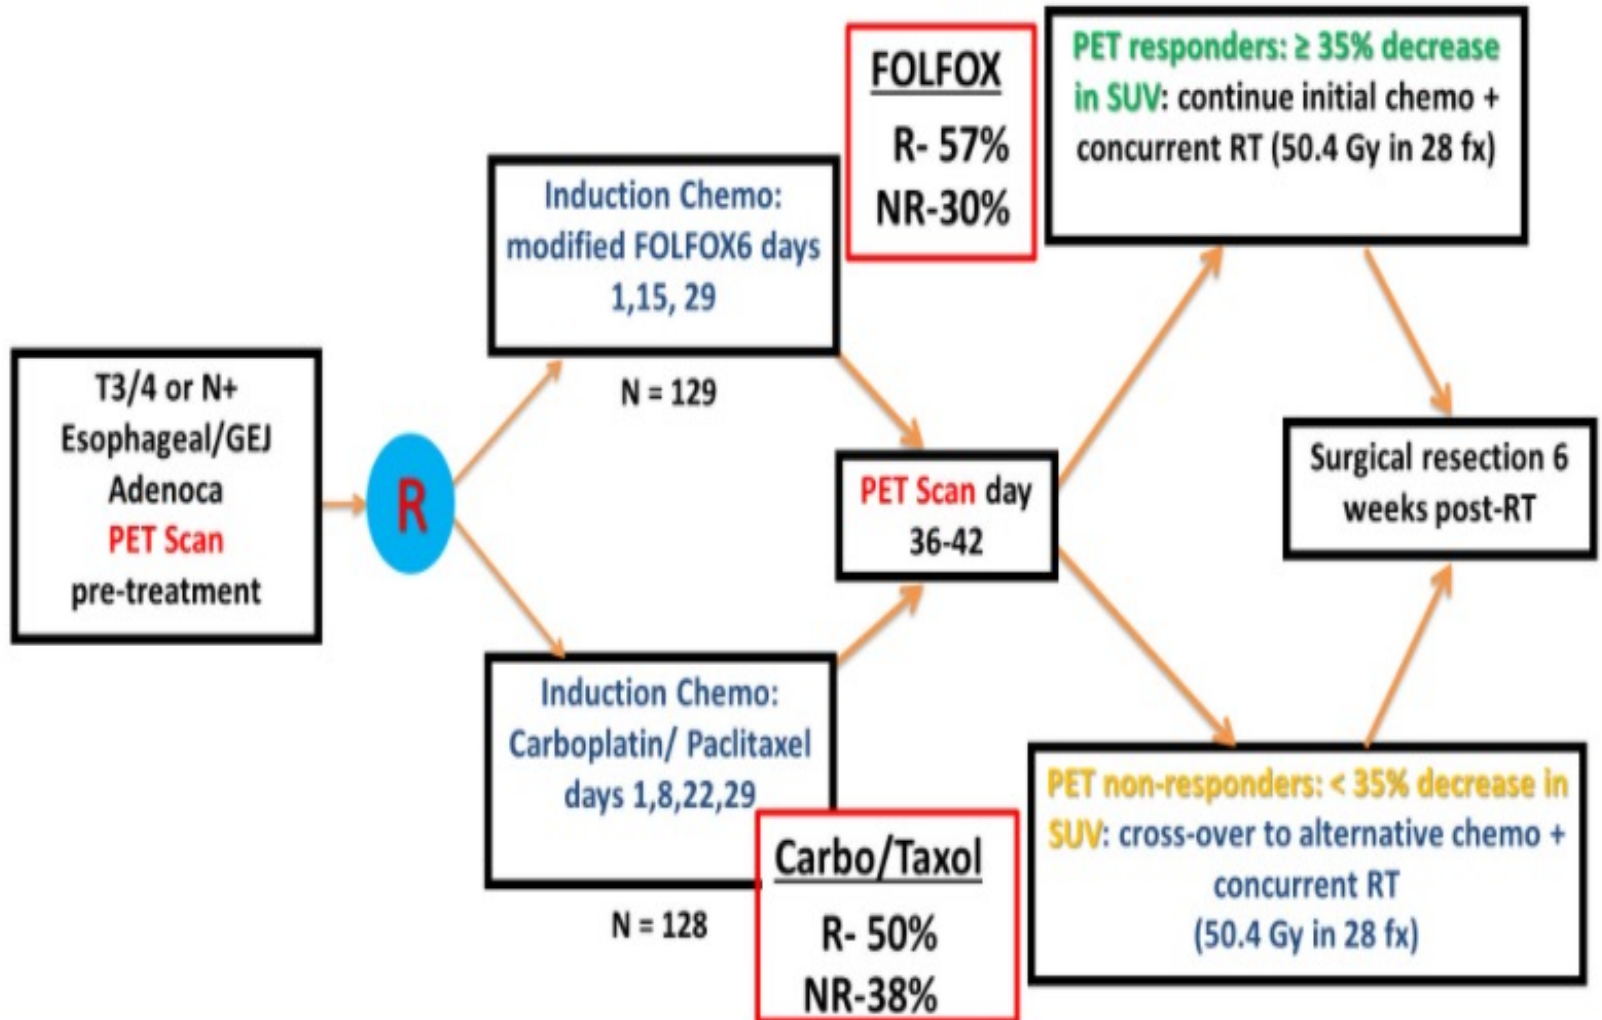 T3/4 or N+
Esophageal/GEJ
Adenoca
PET Scan
pre-treatment
R
Induction Chemo:
modified FOLFOX6 days
1,15, 29
N = 129
Induction Chemo:
Carboplatin/ Paclitaxel
days 1,8,22,29
N = 128
FOLFOX
R- 57%
NR-30%
Carbo/Taxol
R- 50%
NR-38%
PET Scan day
36-42
PET responders: ≥ 35% decrease
in SUV: continue initial chemo +
concurrent RT (50.4 Gy in 28 fx)
PET non-responders: < 35% decrease in
SUV: cross-over to alternative chemo +
concurrent RT
(50.4 Gy in 28 fx)
Surgical resection 6
weeks post-RT